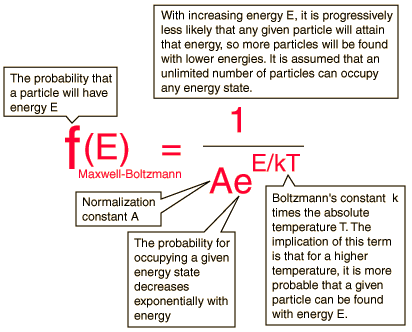 With increasing energy E, it is progressively
less likely that any given particle will attain
that energy, so more particles will be found
with lower energies. It is assumed that an
unlimited number of particles can occupy
any energy state.
The probability that
a particle will have
energy E
f(E) = 1
Ae^E/kT
Maxwell-Boltzmann
Normalization
constant A
The probability for
occupying a given
energy state
decreases
exponentially with
energy
Boltzmann's constant k
times the absolute
temperature T. The
implication of this term
is that for a higher
temperature, it is more
probable that a given
particle can be found
with energy E.